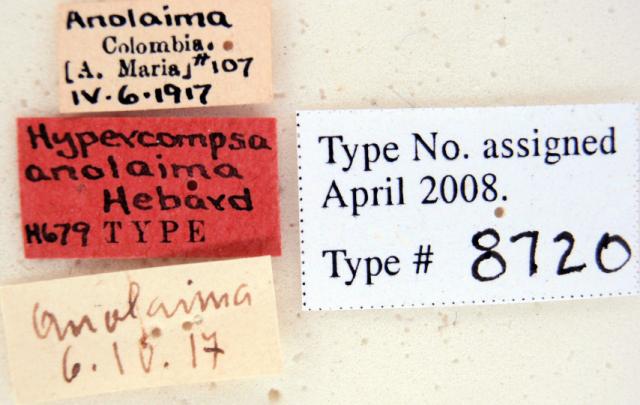 Anolaima
Colombia.
[A. Maria] #107
IV.6.1917
Hypercompsa
anolaima
Hebard
H679 TYPE
Anolaima
6.IV.17
Type No. assigned
April 2008.
Type # 8720